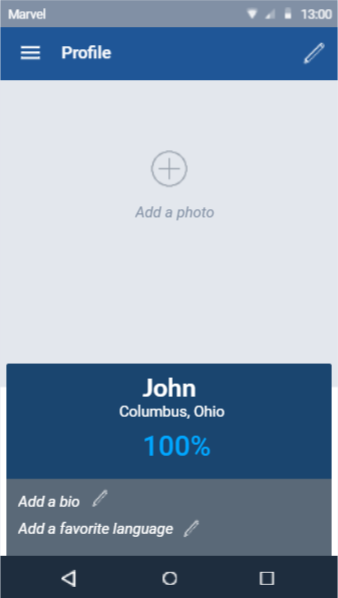 Marvel 13:00
Profile
Add a photo
John
Columbus, Ohio
100%
Add a bio
Add a favorite language